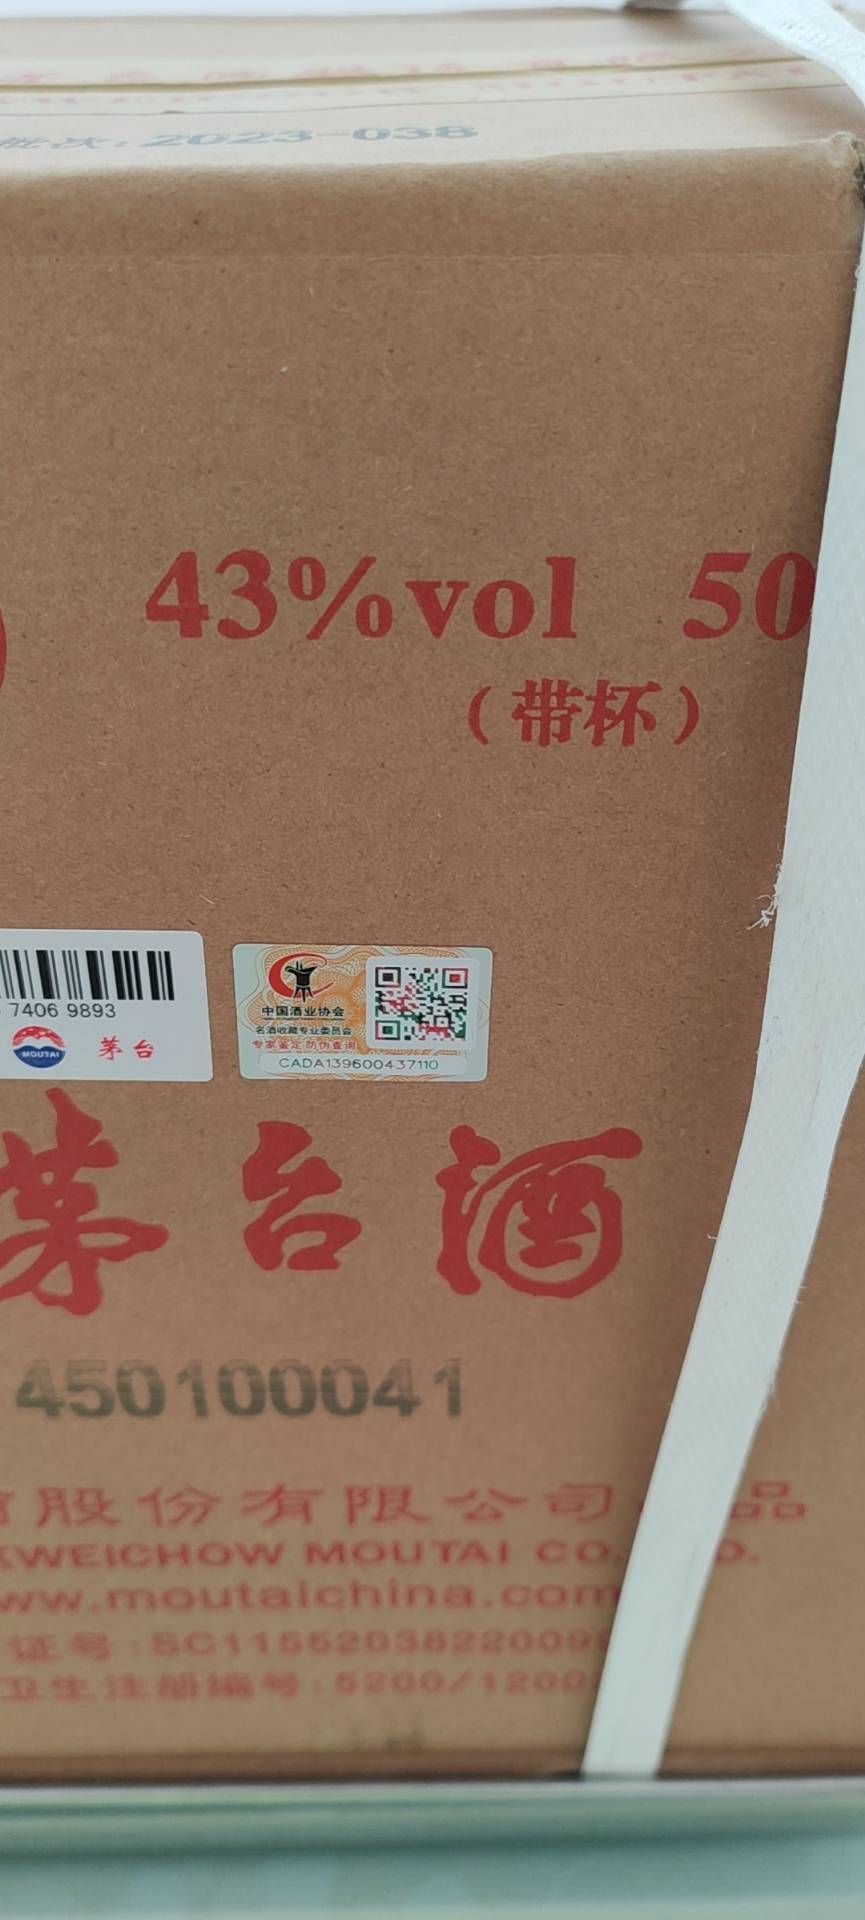 批次:2023-038
43%vol 50
(带杯)
7406 9893
MOUTAI 茅台
中国酒业协会
名酒收藏专业委员会
专家鉴定 防伪查询
CADA139600437110
茅台酒
450100041
股份有限公司
KWEICHOW MOUTAI CO.
www.moutaichina.com
证号:SC1155203822009
卫生注册编号:5200/1200